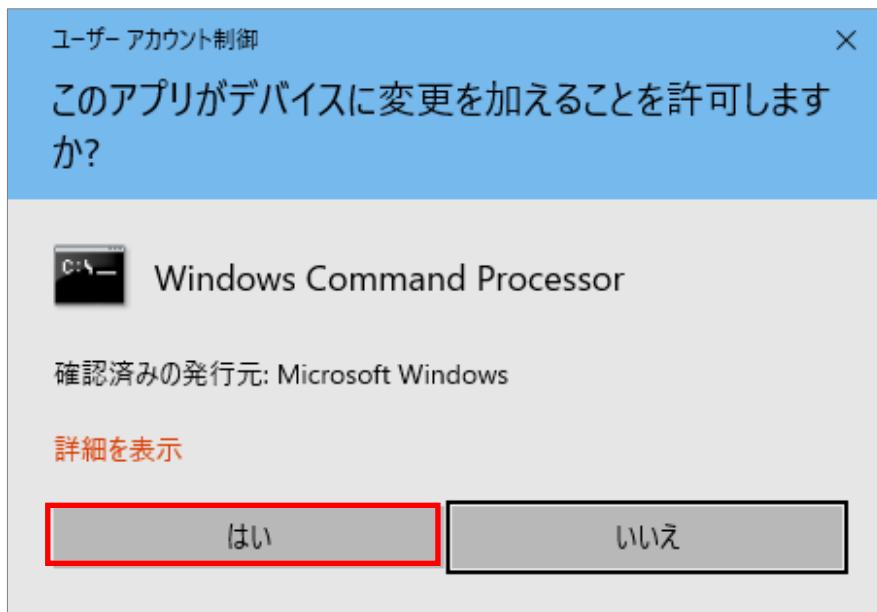 ユーザー アカウント制御
このアプリがデバイスに変更を加えることを許可します
か?
C:\_
Windows Command Processor
確認済みの発行元: Microsoft Windows
詳細を表示
はい
いいえ